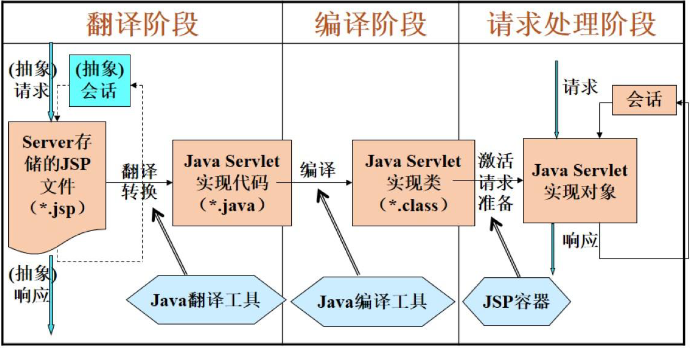 翻译阶段
编译阶段
请求处理阶段
(抽象)
请求
(抽象)
会话
Server存
储的JSP
文件
（*.jsp）
翻译
转换
Java Servlet
实现代码
（*.java）
编译
Java Servlet
实现类
（*.class）
激活
请求
准备
请求
会话
Java Servlet
实现对象
响应
(抽象)
响应
Java翻译工具
Java编译工具
JSP容器